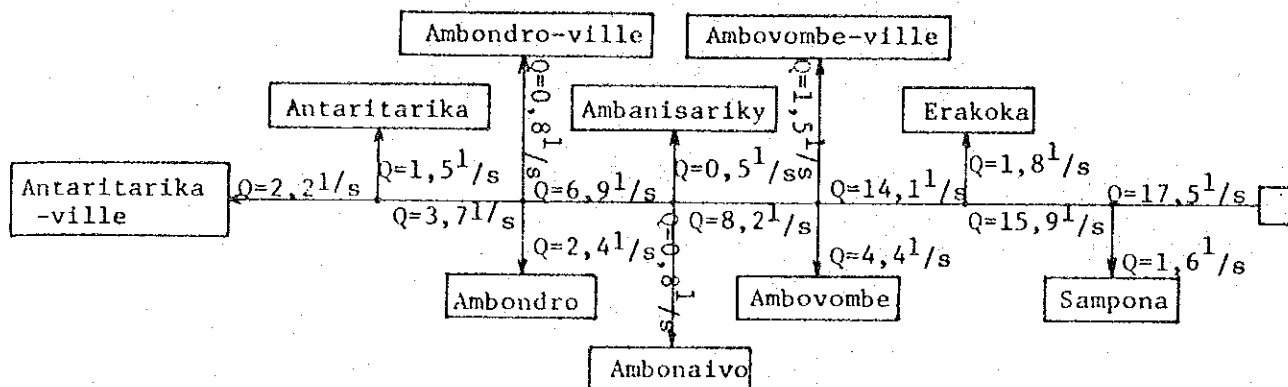 Ambondro-ville
Ambovombe-ville
Q=0,8 l/s
Q=1,5 l/s
Antaritarika
Ambanisariky
Erakoka
Q=1,5 l/s
Q=0,5 l/s
Q=1,8 l/s
Antaritarika
-ville
Q=2,2 l/s
Q=6,9 l/s
Q=14,1 l/s
Q=17,5 l/s
Q=3,7 l/s
Q=8,2 l/s
Q=15,9 l/s
Q=2,4 l/s
Q=0,8 l/s
Q=4,4 l/s
Q=1,6 l/s
Ambondro
Ambovombe
Sampona
Ambonaivo